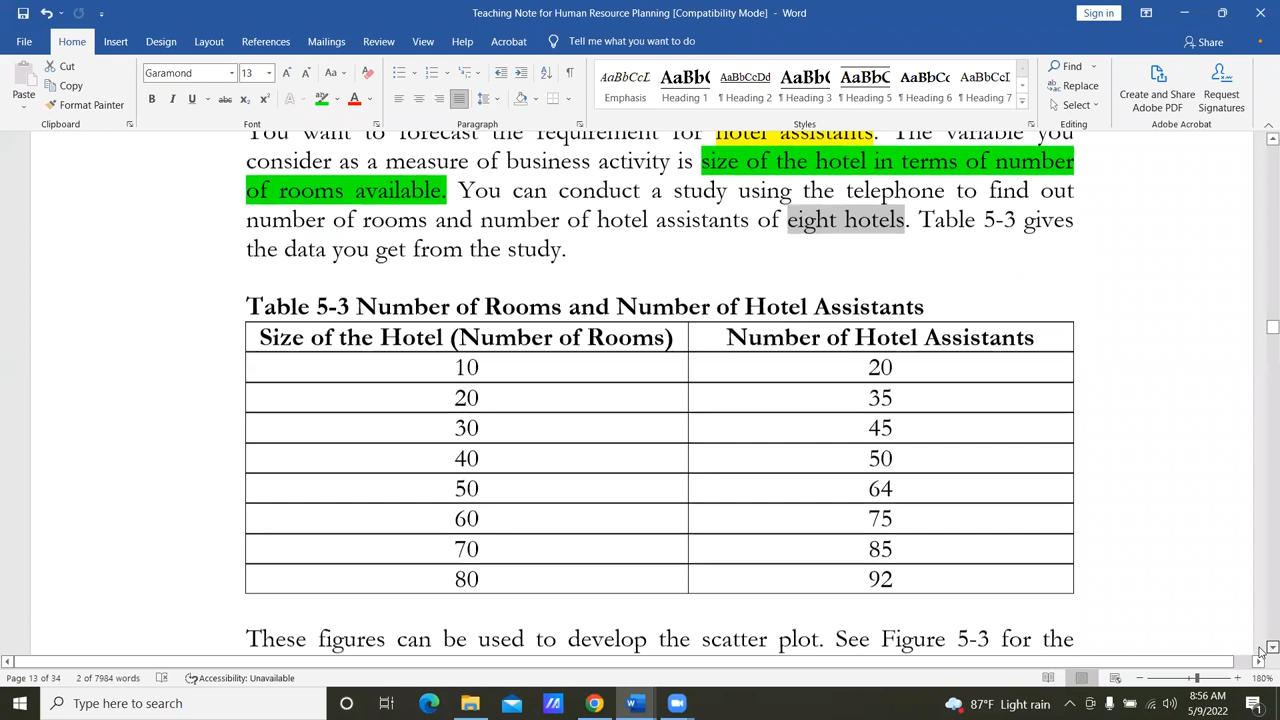 Teaching Note for Human Resource Planning [Compatibility Mode] - Word
Sign in
File Home Insert Design Layout References Mailings Review View Help Acrobat Tell me what you want to do Share
Paste Cut Copy Format Painter
Garamond 13
AaBbCcL AaBbC AaBbCcDd AaBbC AaBbC AaBbCc AaBbCcD
Emphasis Heading 1 ¶ Heading 2 ¶ Heading 3 Heading 5 ¶ Heading 6 ¶ Heading 7
Find Replace Select
Create and Share Adobe PDF
Request Signatures
Clipboard Font Paragraph Styles Editing Adobe Acrobat
You want to forecast the requirement for hotel assistants. The variable you
consider as a measure of business activity is size of the hotel in terms of number
of rooms available. You can conduct a study using the telephone to find out
number of rooms and number of hotel assistants of eight hotels. Table 5-3 gives
the data you get from the study.
Table 5-3 Number of Rooms and Number of Hotel Assistants
Size of the Hotel (Number of Rooms) Number of Hotel Assistants
10 20
20 35
30 45
40 50
50 64
60 75
70 85
80 92
These figures can be used to develop the scatter plot. See Figure 5-3 for the
Page 13 of 34 2 of 7984 words Accessibility: Unavailable 180%
Type here to search
87°F Light rain
8:56 AM
5/9/2022